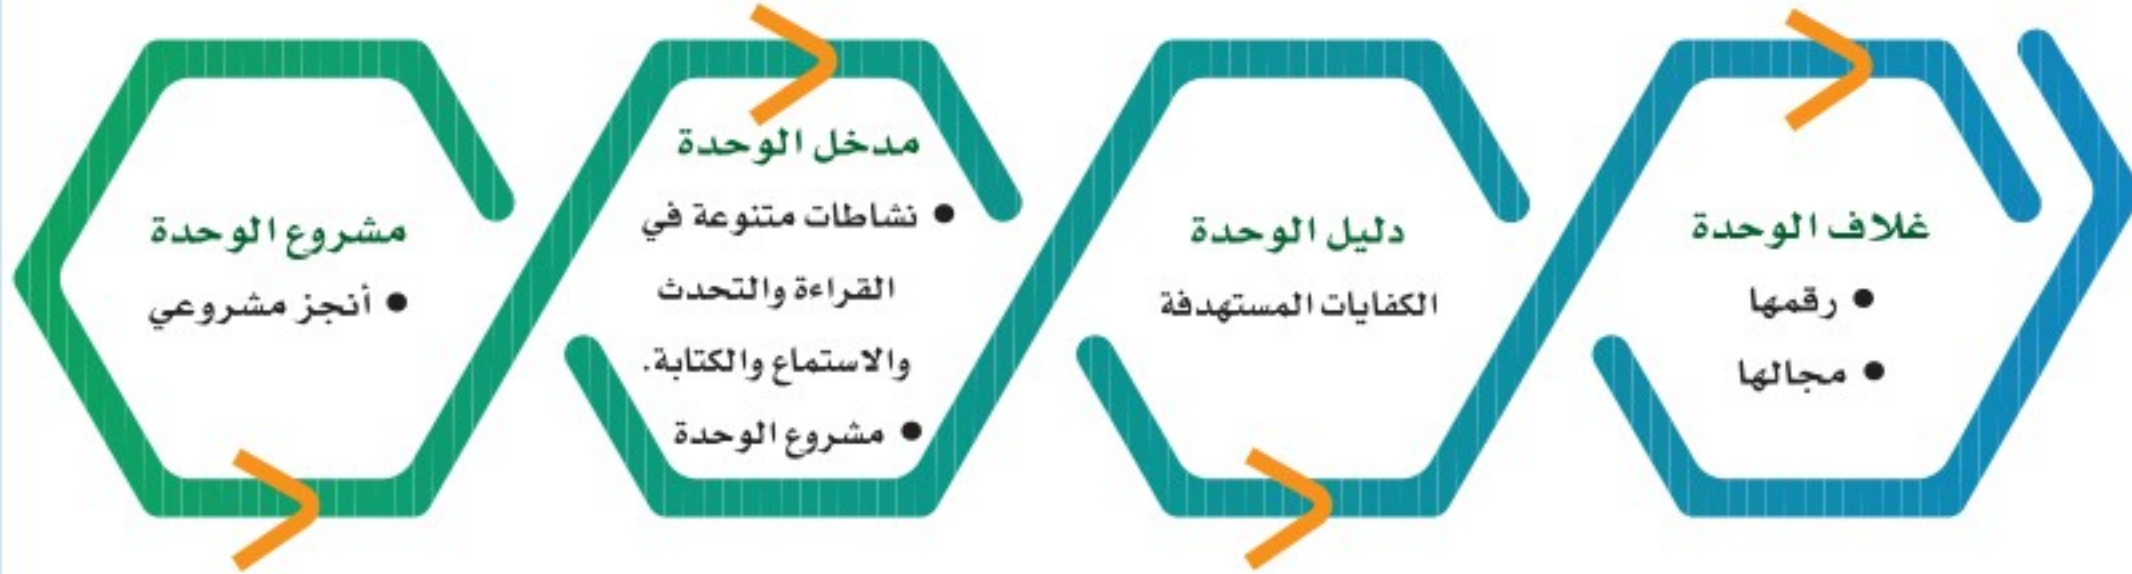 غلاف الوحدة
● رقمها
● مجالها
دليل الوحدة
الكفايات المستهدفة
مدخل الوحدة
● نشاطات متنوعة في
القراءة والتحدث
والاستماع والكتابة.
● مشروع الوحدة
مشروع الوحدة
● أنجز مشروعي